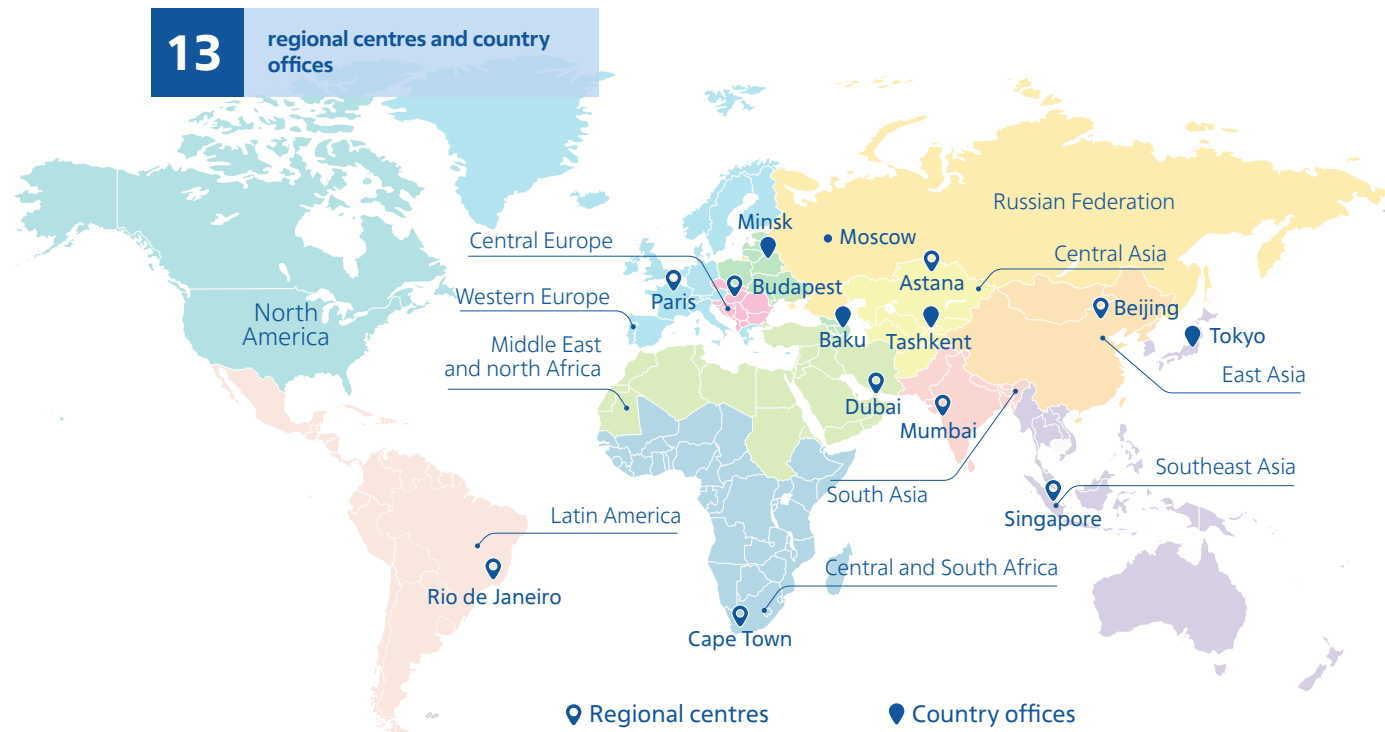 13
regional centres and country
offices
Russian Federation
Minsk
Moscow
Central Europe
Central Asia
Astana
Budapest
Paris
Western Europe
Beijing
North
America
Baku
Tashkent
Tokyo
Middle East
and north Africa
East Asia
Dubai
Mumbai
Southeast Asia
South Asia
Singapore
Latin America
Central and South Africa
Rio de Janeiro
Cape Town
Regional centres
Country offices